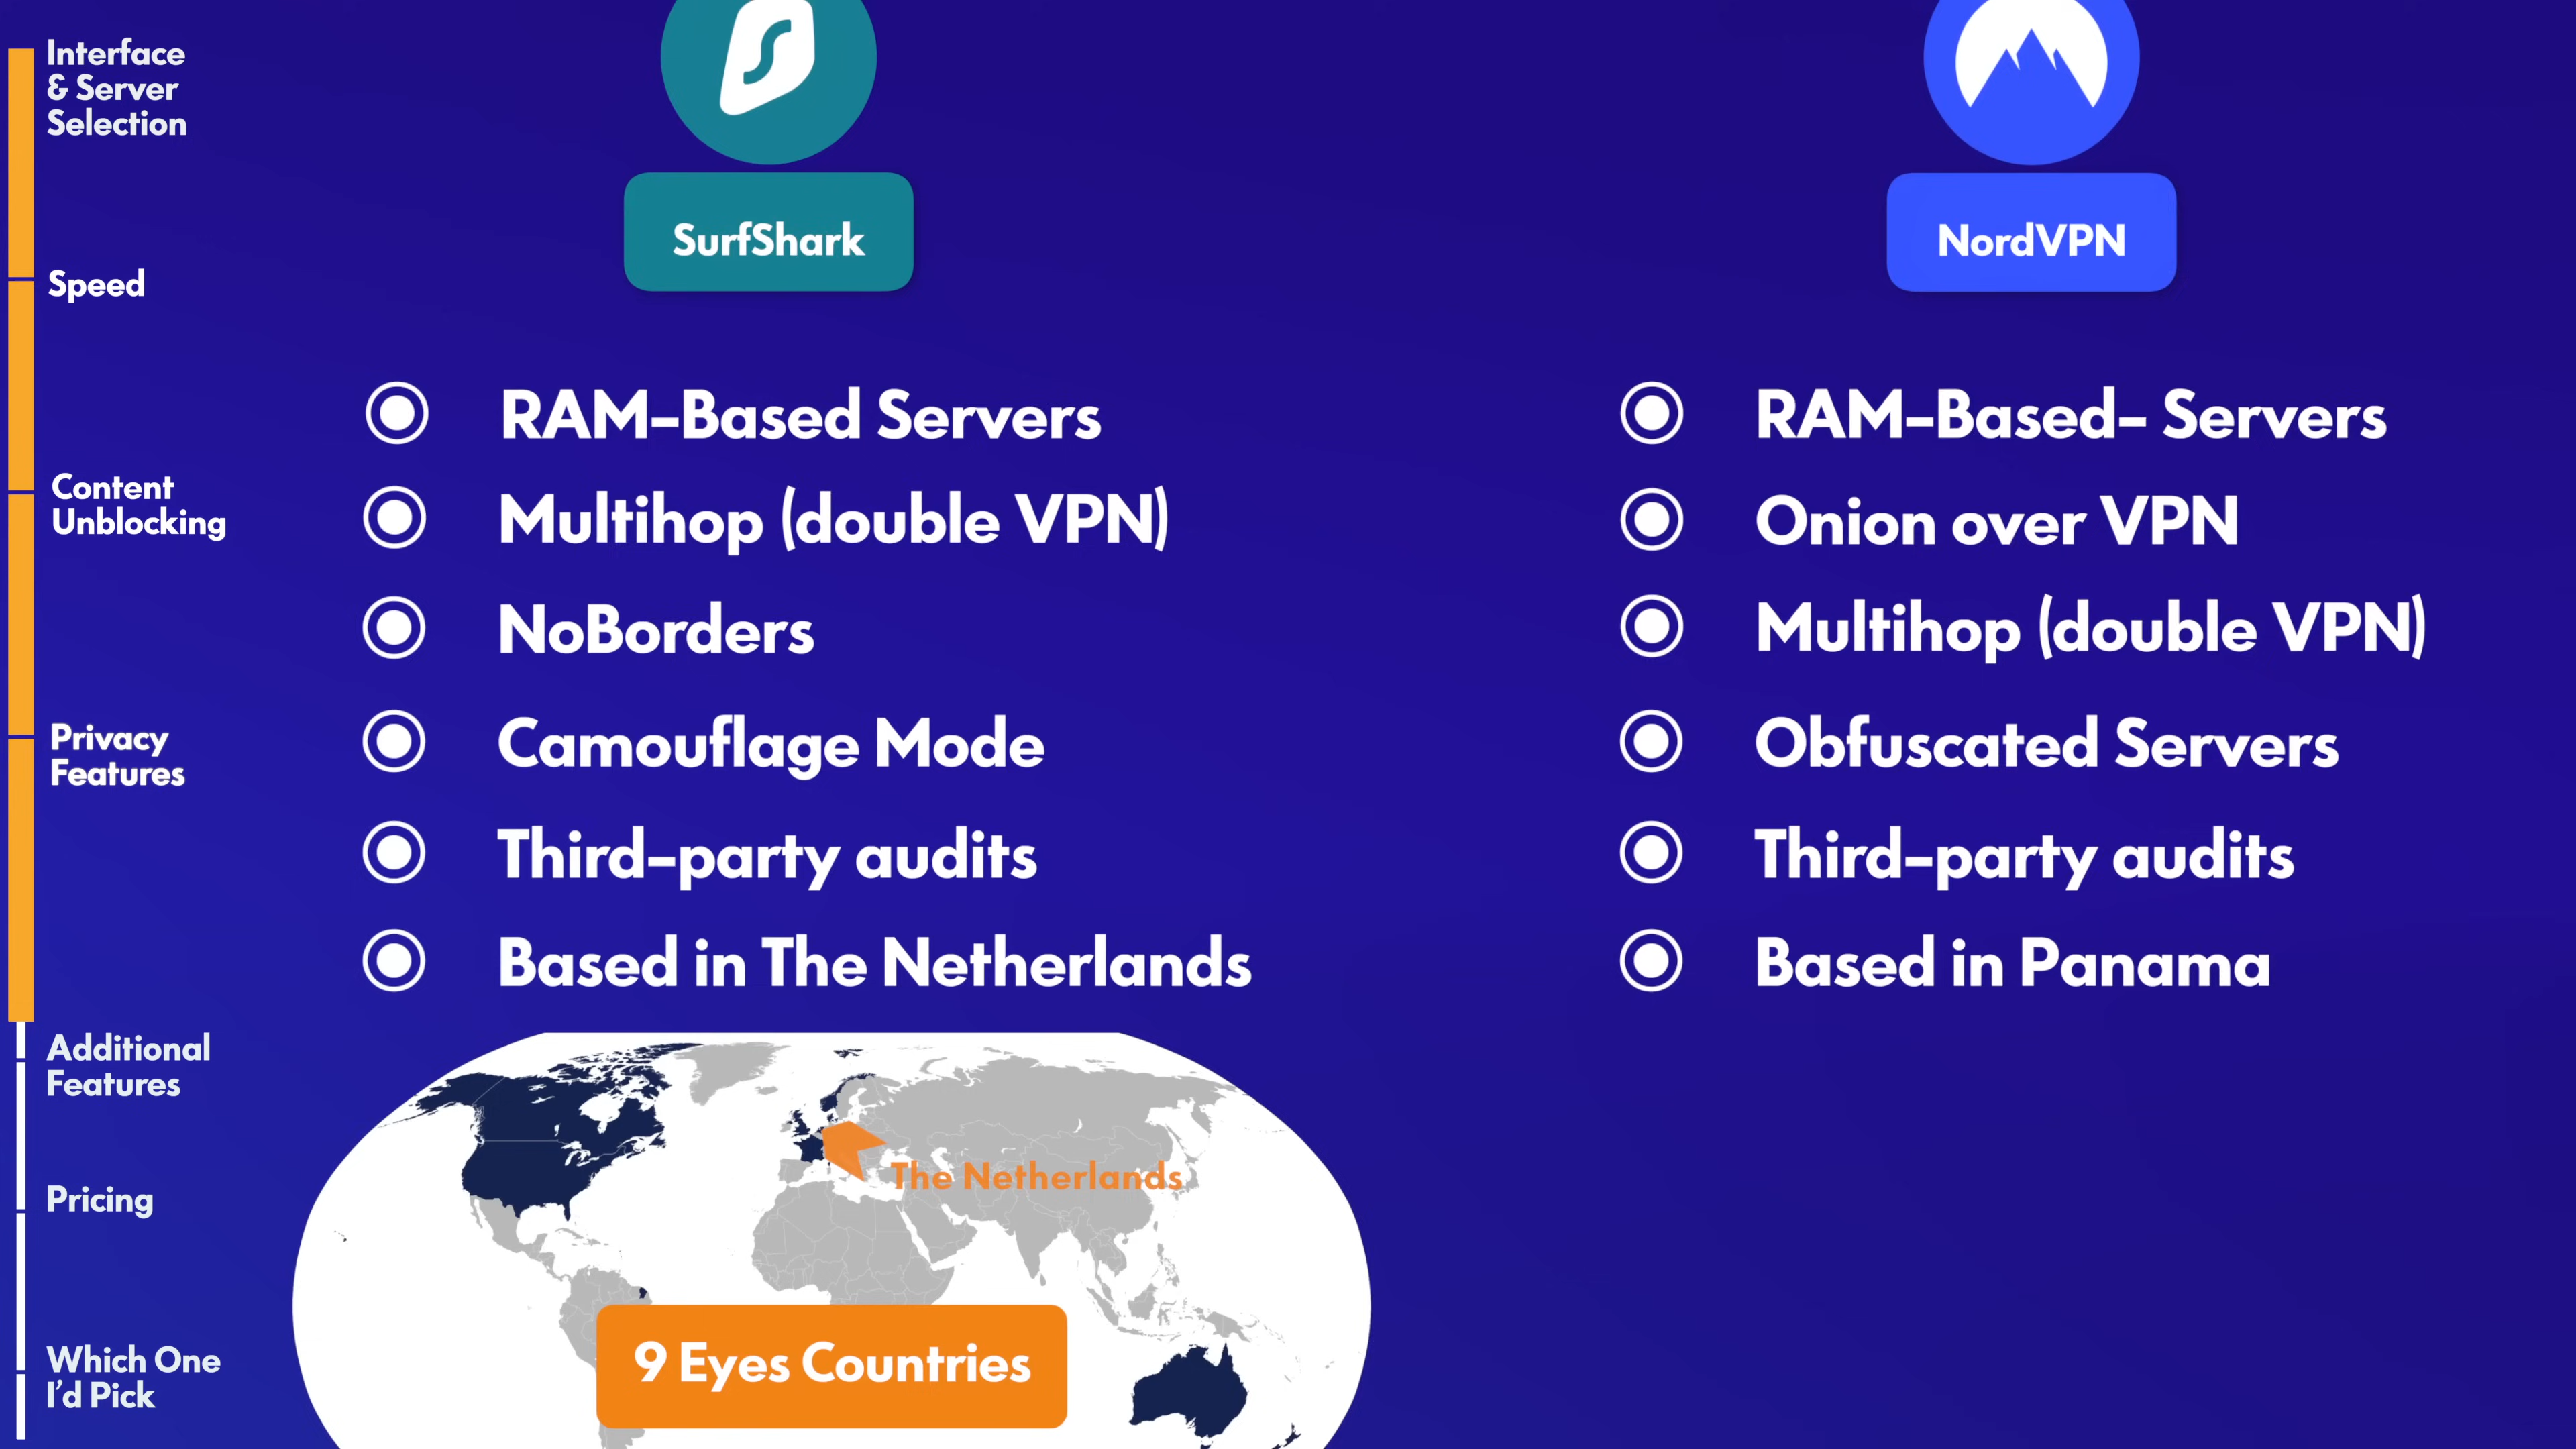 Interface
& Server
Selection
Speed
Content
Unblocking
Privacy
Features
Additional
Features
Pricing
Which One
I'd Pick
SurfShark
RAM-Based Servers
Multihop (double VPN)
NoBorders
Camouflage Mode
Third-party audits
Based in The Netherlands
The Netherlands
9 Eyes Countries
NordVPN
RAM-Based- Servers
Onion over VPN
Multihop (double VPN)
Obfuscated Servers
Third-party audits
Based in Panama